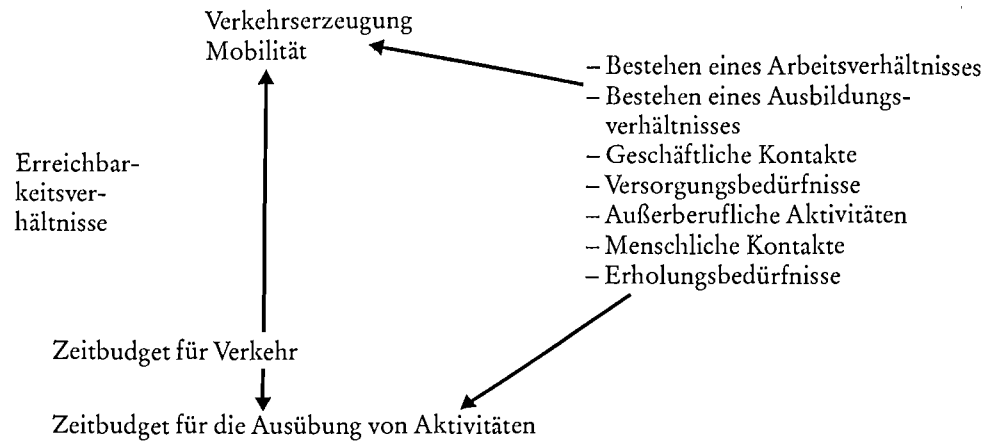 Verkehrserzeugung
Mobilität
– Bestehen eines Arbeitsverhältnisses
– Bestehen eines Ausbildungs-
verhältnisses
– Geschäftliche Kontakte
– Versorgungsbedürfnisse
– Außerberufliche Aktivitäten
– Menschliche Kontakte
– Erholungsbedürfnisse
Erreichbar-
keitsver-
hältnisse
Zeitbudget für Verkehr
Zeitbudget für die Ausübung von Aktivitäten